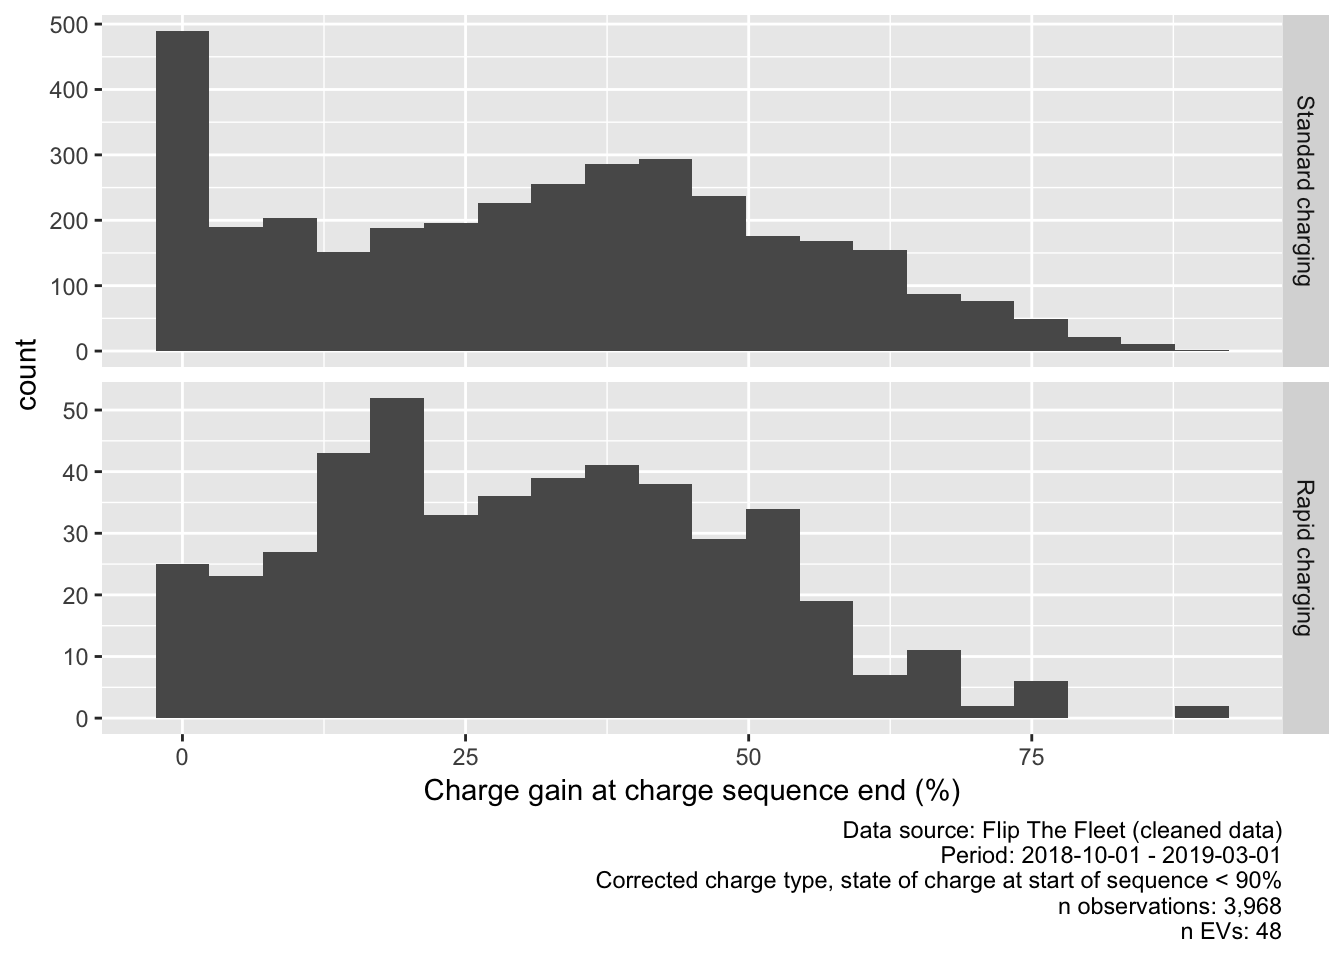 500
400
300
200
100
0
Standard charging
count
50
40
30
20
10
0
Rapid charging
0 25 50 75
Charge gain at charge sequence end (%)
Data source: Flip The Fleet (cleaned data)
Period: 2018-10-01 - 2019-03-01
Corrected charge type, state of charge at start of sequence < 90%
n observations: 3,968
n EVs: 48